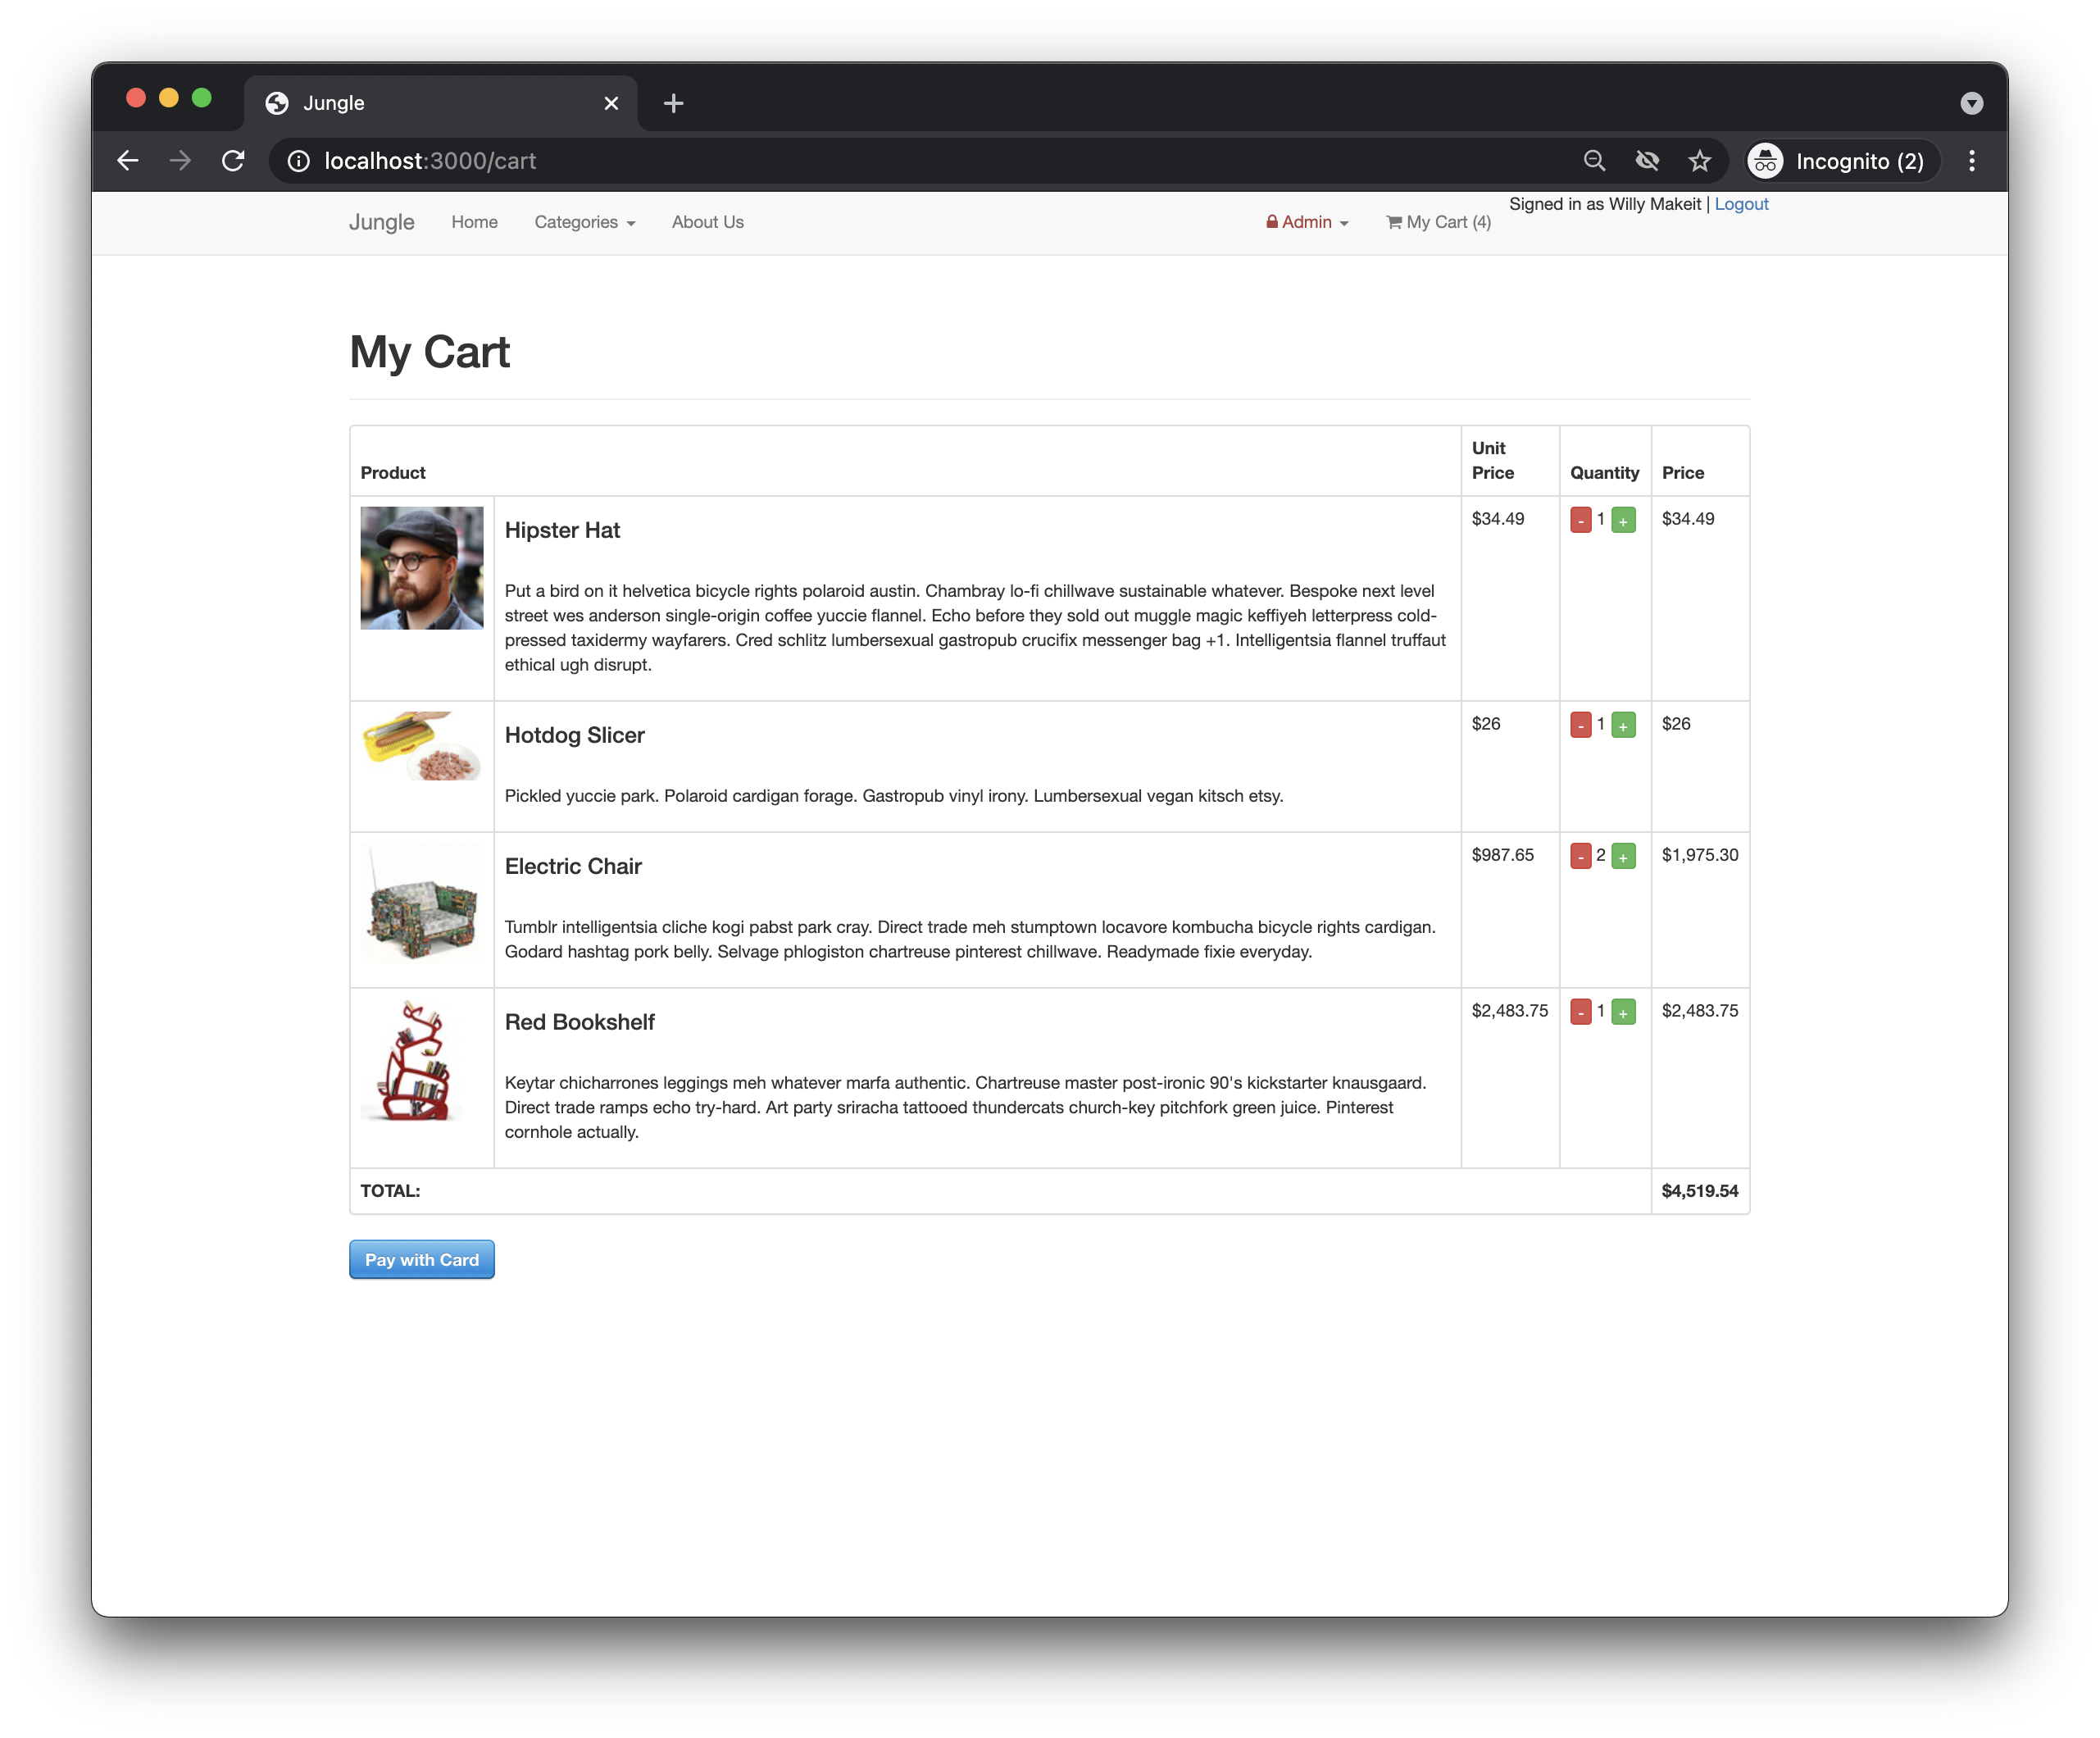 Jungle
localhost:3000/cart
Incognito (2)
Jungle Home Categories About Us Admin My Cart (4) Signed in as Willy Makeit | Logout
My Cart
Product Unit Price Quantity Price
Hipster Hat $34.49 - 1 + $34.49
Put a bird on it helvetica bicycle rights polaroid austin. Chambray lo-fi chillwave sustainable whatever. Bespoke next level
street wes anderson single-origin coffee yuccie flannel. Echo before they sold out muggle magic keffiyeh letterpress cold-
pressed taxidermy wayfarers. Cred schlitz lumbersexual gastropub crucifix messenger bag +1. Intelligentsia flannel truffaut
ethical ugh disrupt.
Hotdog Slicer $26 - 1 + $26
Pickled yuccie park. Polaroid cardigan forage. Gastropub vinyl irony. Lumbersexual vegan kitsch etsy.
Electric Chair $987.65 - 2 + $1,975.30
Tumblr intelligentsia cliche kogi pabst park cray. Direct trade meh stumptown locavore kombucha bicycle rights cardigan.
Godard hashtag pork belly. Selvage phlogiston chartreuse pinterest chillwave. Readymade fixie everyday.
Red Bookshelf $2,483.75 - 1 + $2,483.75
Keytar chicharrones leggings meh whatever marfa authentic. Chartreuse master post-ironic 90's kickstarter knausgaard.
Direct trade ramps echo try-hard. Art party sriracha tattooed thundercats church-key pitchfork green juice. Pinterest
cornhole actually.
TOTAL: $4,519.54
Pay with Card